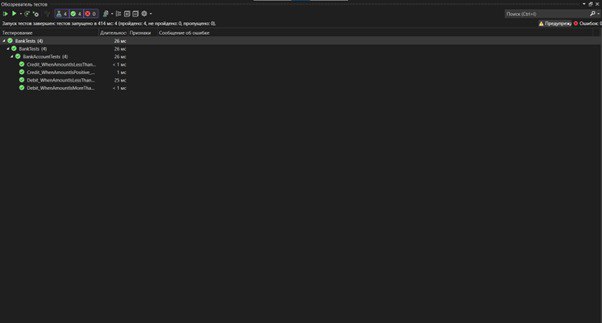 Обозреватель тестов
4 4 0
Поиск (Ctrl+I)
Запуск тестов завершен: тестов запущено в 414 мс: 4 (пройдено: 4, не пройдено: 0, пропущено: 0).
Предупреж Ошибок: 0
Тестирование Длительнос Признаки Сообщение об ошибке:
BankTests (4) 26 мс
BankTests (4) 26 мс
BankAccountTests (4) 26 мс
Credit_WhenAmountIsLessThan... < 1 мс
Credit_WhenAmountIsPositive_... 1 мс
Debit_WhenAmountIsLessThan... 25 мс
Debit_WhenAmountIsMoreTha... < 1 мс